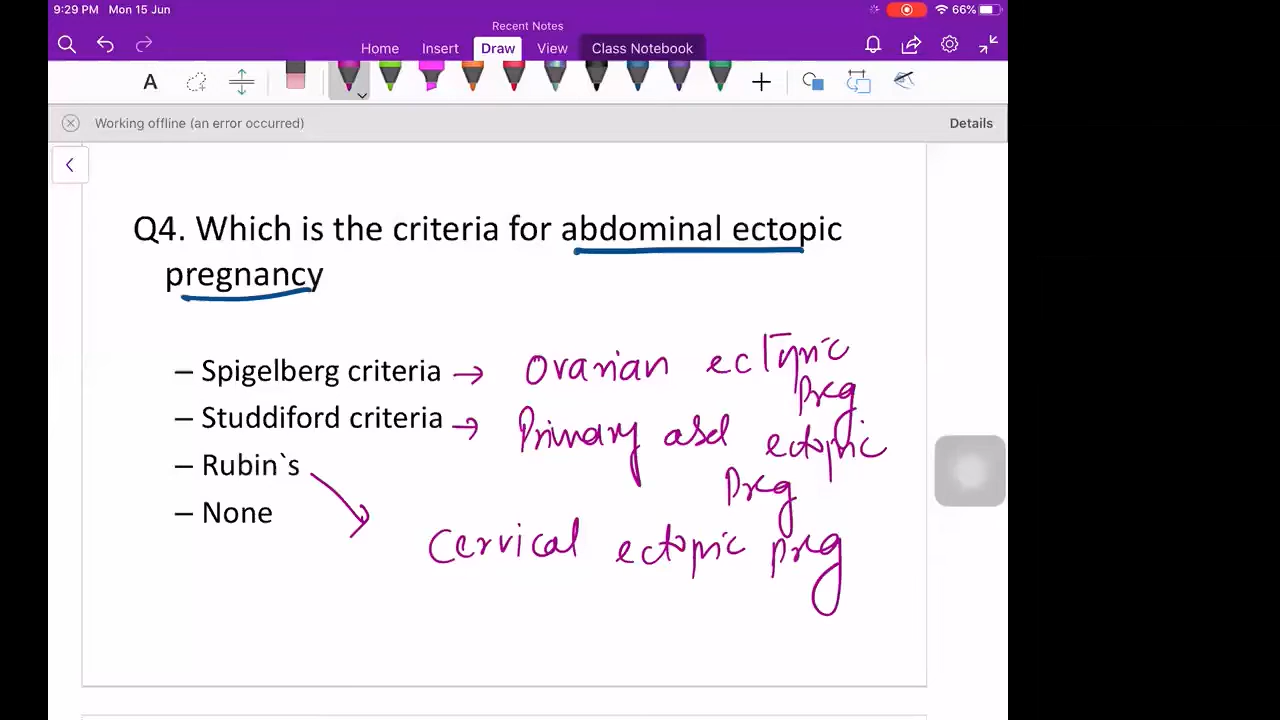 9:29 PM Mon 15 Jun
66%
Recent Notes
Home Insert Draw View Class Notebook
A
Working offline (an error occurred)
Details
Q4. Which is the criteria for abdominal ectopic
pregnancy
– Spigelberg criteria → Ovarian ectopic
Preg
– Studdiford criteria → Primary abd ectopic
Preg
– Rubin`s
– None
Cervical ectopic preg